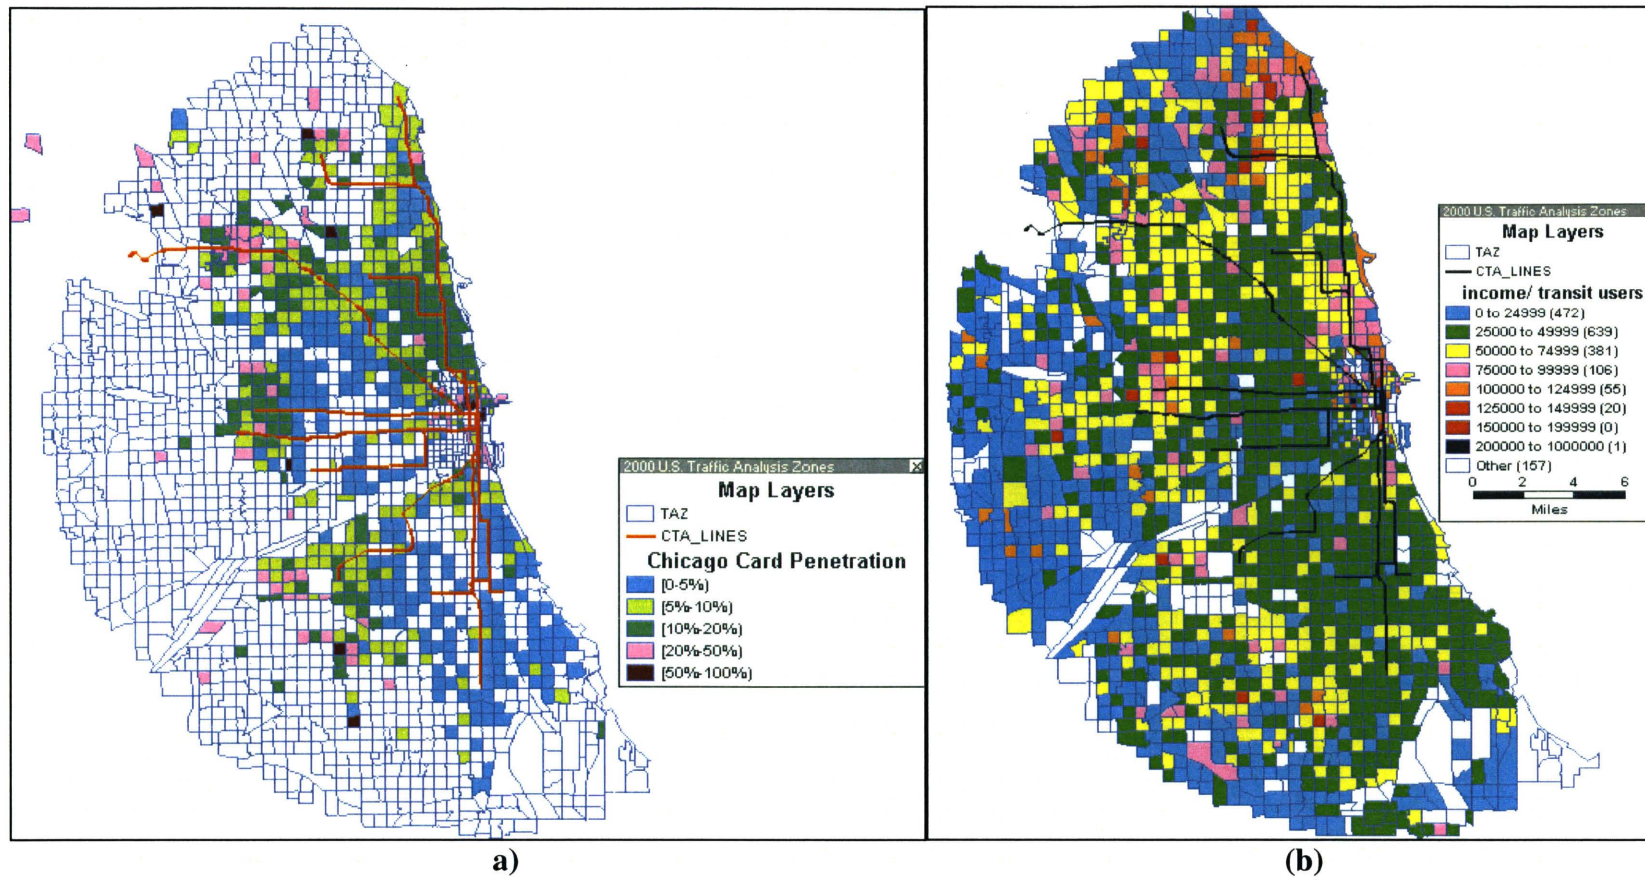 2000 U.S. Traffic Analysis Zones
Map Layers
TAZ
CTA_LINES
Chicago Card Penetration
[0-5%)
[5%-10%)
[10%-20%)
[20%-50%)
[50%-100%)
a)
2000 U.S. Traffic Analysis Zones
Map Layers
TAZ
CTA_LINES
income/ transit users
0 to 24999 (472)
25000 to 49999 (639)
50000 to 74999 (381)
75000 to 99999 (106)
100000 to 124999 (55)
125000 to 149999 (20)
150000 to 199999 (0)
200000 to 1000000 (1)
Other (157)
0 2 4 6
Miles
(b)